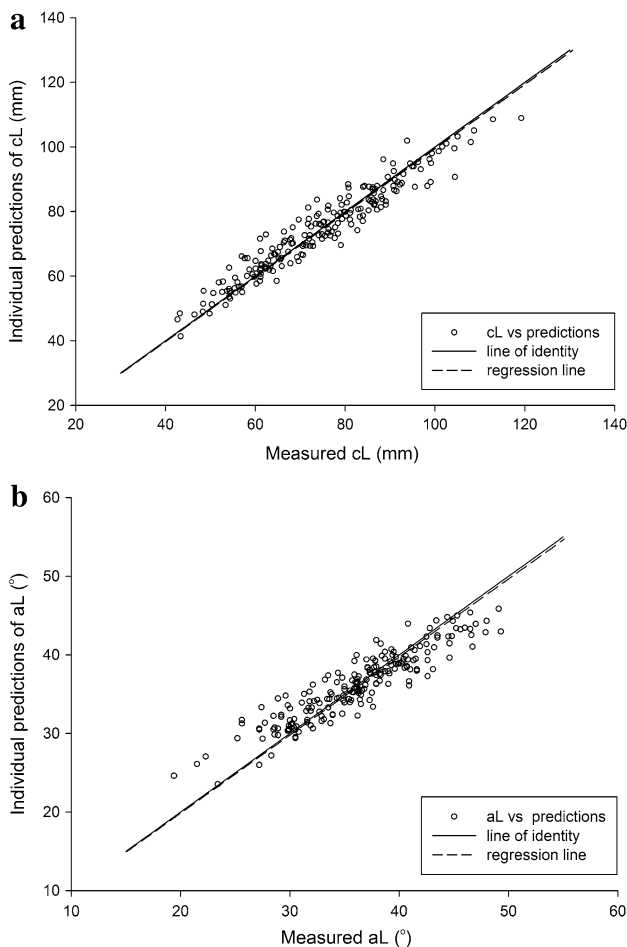 a
140
120
100
80
60
40
20
Individual predictions of cL (mm)
cL vs predictions
line of identity
regression line
20 40 60 80 100 120 140
Measured cL (mm)
b
60
50
40
30
20
10
Individual predictions of aL (°)
aL vs predictions
line of identity
regression line
10 20 30 40 50 60
Measured aL (°)